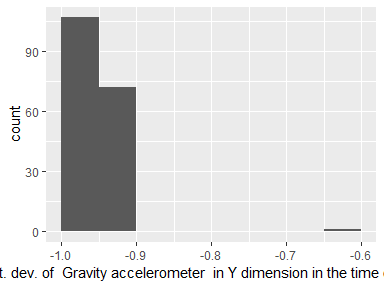 90
60
30
0
count
-1.0 -0.9 -0.8 -0.7 -0.6
t. dev. of Gravity accelerometer in Y dimension in the time